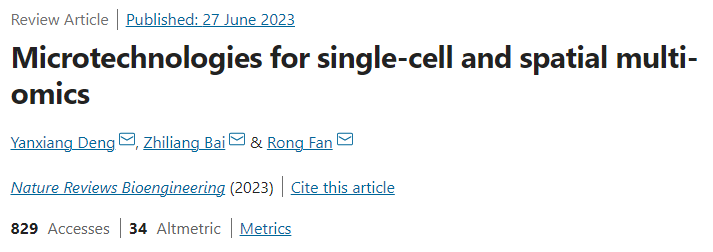 Review Article | Published: 27 June 2023
Microtechnologies for single-cell and spatial multi-
omics
Yanxiang Deng, Zhiliang Bai & Rong Fan
Nature Reviews Bioengineering (2023) | Cite this article
829 Accesses | 34 Altmetric | Metrics